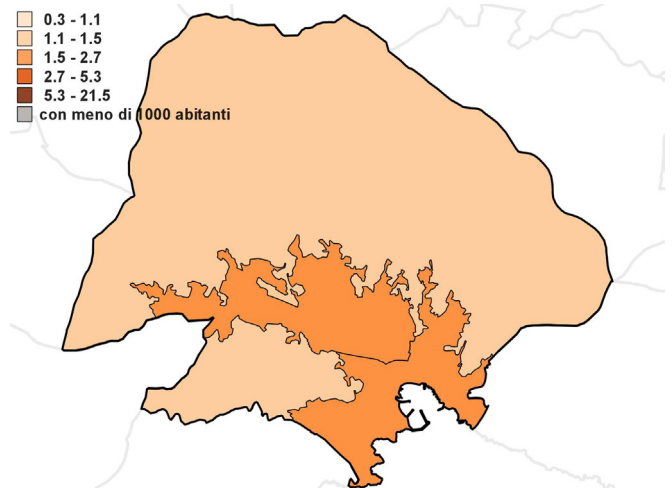 0.3 - 1.1
1.1 - 1.5
1.5 - 2.7
2.7 - 5.3
5.3 - 21.5
con meno di 1000 abitanti